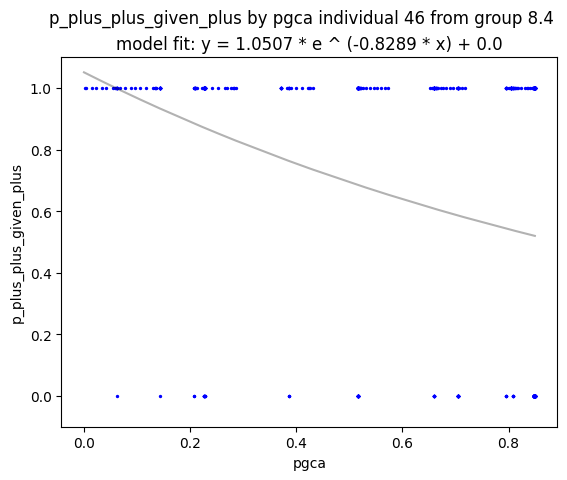 p_plus_plus_given_plus by pgca individual 46 from group 8.4
model fit: y = 1.0507 * e ^ (-0.8289 * x) + 0.0
p_plus_plus_given_plus
1.0
0.8
0.6
0.4
0.2
0.0
0.0 0.2 0.4 0.6 0.8
pgca